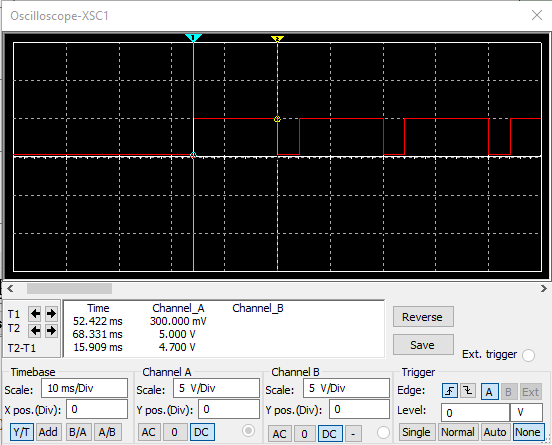 Oscilloscope-XSC1
1 2
Time Channel_A Channel_B
T1 52.422 ms 300.000 mV
T2 68.331 ms 5.000 V
T2-T1 15.909 ms 4.700 V
Reverse
Save
Ext. trigger
Timebase Channel A Channel B Trigger
Scale: 10 ms/Div Scale: 5 V/Div Scale: 5 V/Div Edge: A B Ext
X pos.(Div): 0 Y pos.(Div): 0 Y pos.(Div): 0 Level: 0 V
Y/T Add B/A A/B AC 0 DC AC 0 DC - Single Normal Auto None